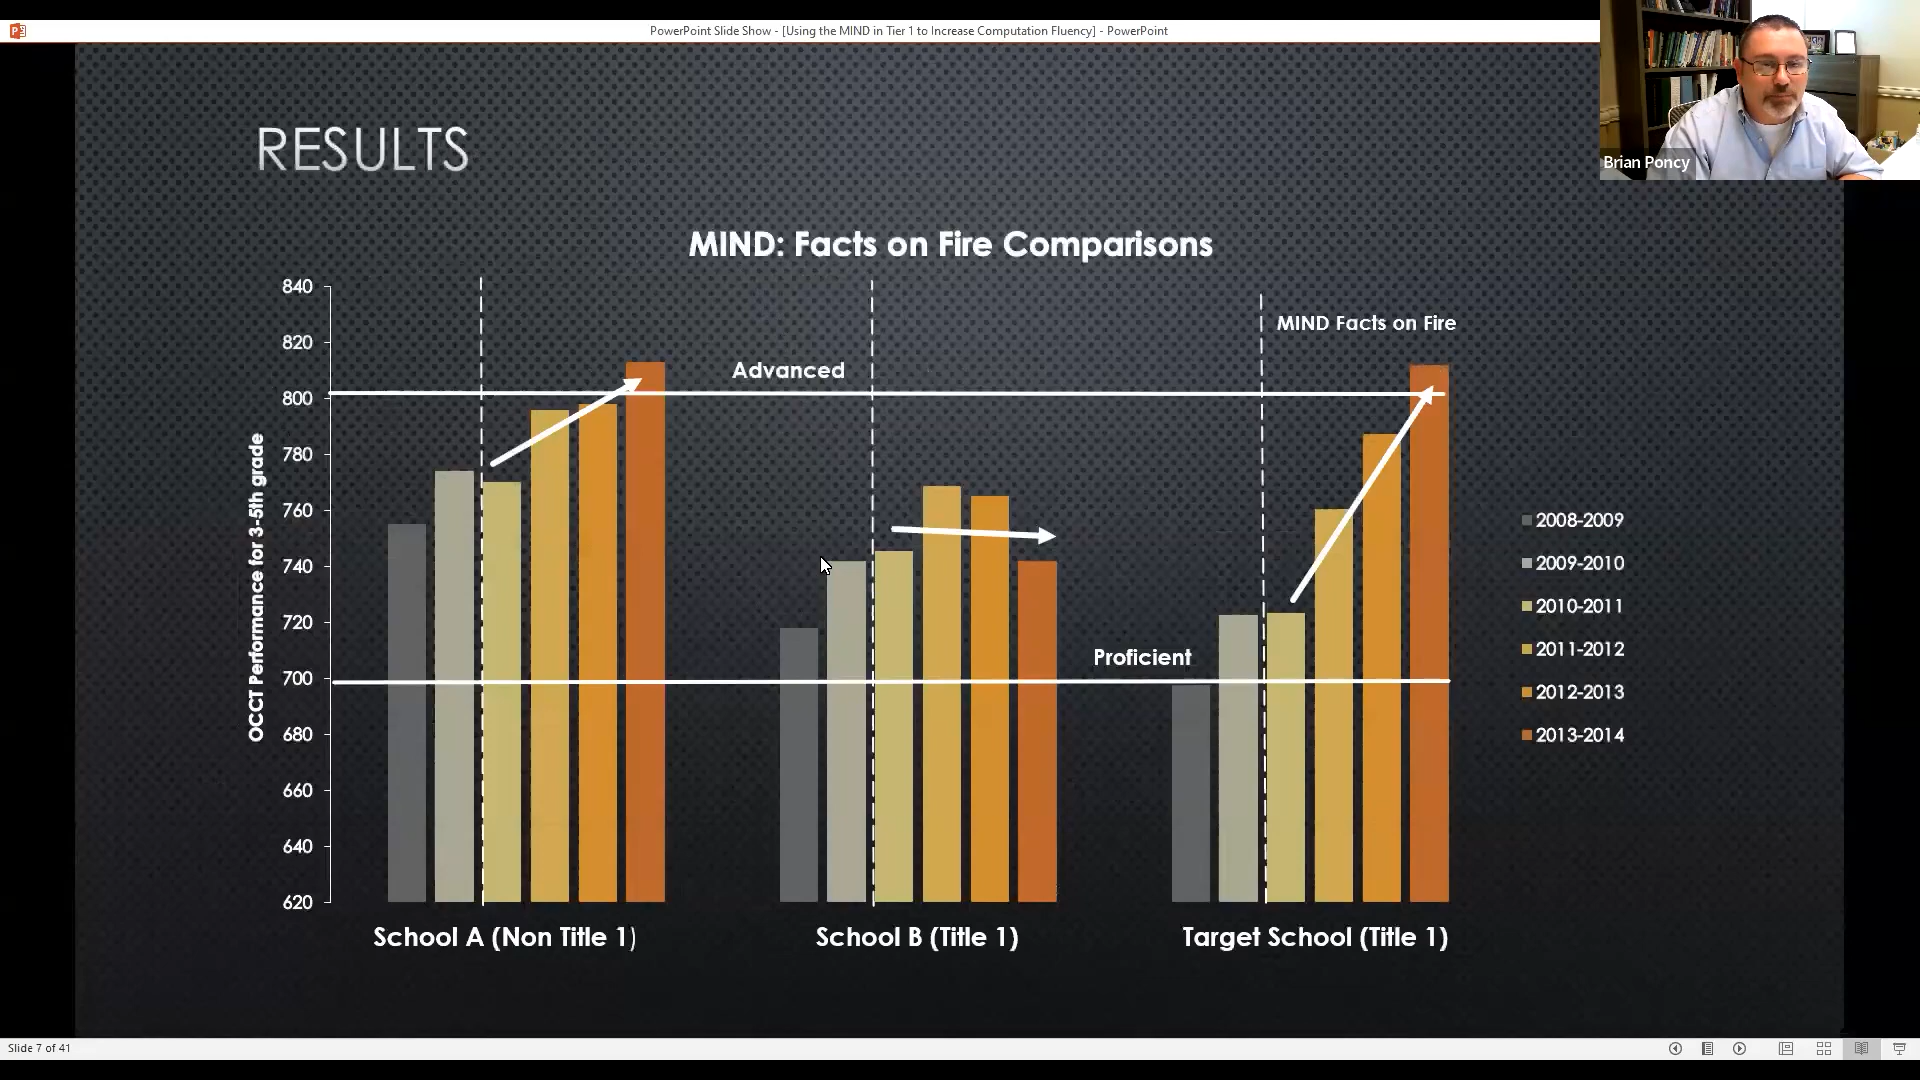 PowerPoint Slide Show - [Using the MIND in Tier 1 to Increase Computation Fluency] - PowerPoint
Brian Poncy
RESULTS
MIND: Facts on Fire Comparisons
OCCT Performance for 3-5th grade
840
820
800
780
760
740
720
700
680
660
640
620
Advanced
MIND Facts on Fire
Proficient
2008-2009
2009-2010
2010-2011
2011-2012
2012-2013
2013-2014
School A (Non Title 1)
School B (Title 1)
Target School (Title 1)
Slide 7 of 41